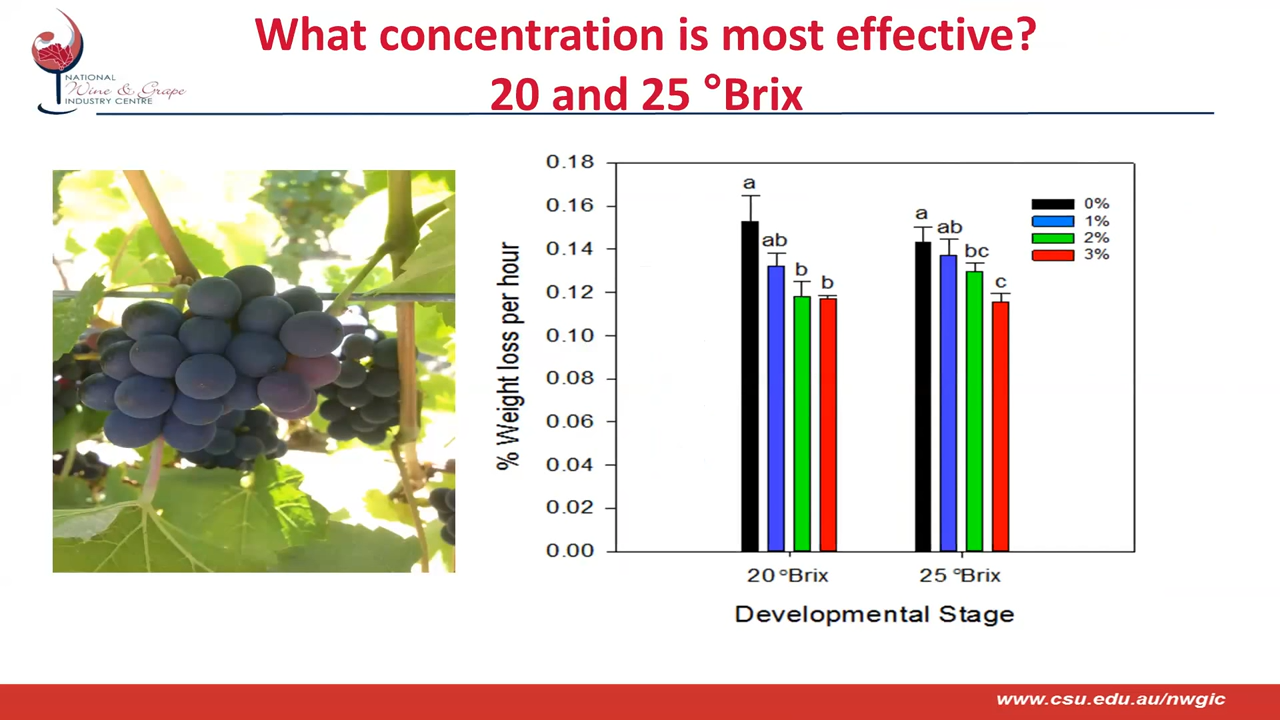 What concentration is most effective?
20 and 25 °Brix
NATIONAL
Wine & Grape
INDUSTRY CENTRE
0.18
0.16
0.14
0.12
0.10
0.08
0.06
0.04
0.02
0.00
% Weight loss per hour
a
ab
b
b
a
ab
bc
c
0%
1%
2%
3%
20 °Brix
25 °Brix
Developmental Stage
www.csu.edu.au/nwgic